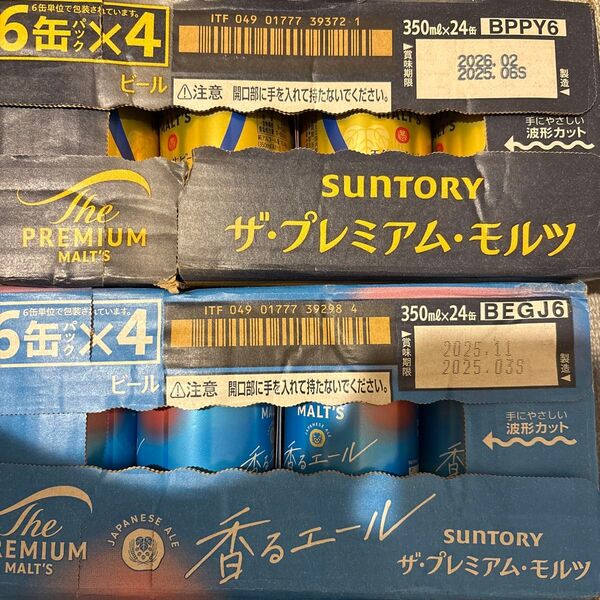 6缶単位で包装されています。
6缶パック×4
ビール
ITF 049 01777 39372 1
⚠注意 開口部に手を入れて持たないでください。
350ml×24缶 BPPY6
賞味期限
2026.02
2025.06S
製造
手にやさしい
波形カット
MALT'S
The
PREMIUM
MALT'S
SUNTORY
ザ・プレミアム・モルツ
6缶単位で包装されています。
6缶パック×4
ビール
ITF 049 01777 39298 4
⚠注意 開口部に手を入れて持たないでください。
350ml×24缶 BEGJ6
賞味期限
2025.11
2025.03S
製造
手にやさしい
波形カット
MALT'S
MALT'S
JAPANESE ALE
香るエール
香
The
PREMIUM
MALT'S
JAPANESE ALE
香るエール
SUNTORY
ザ・プレミアム・モルツ